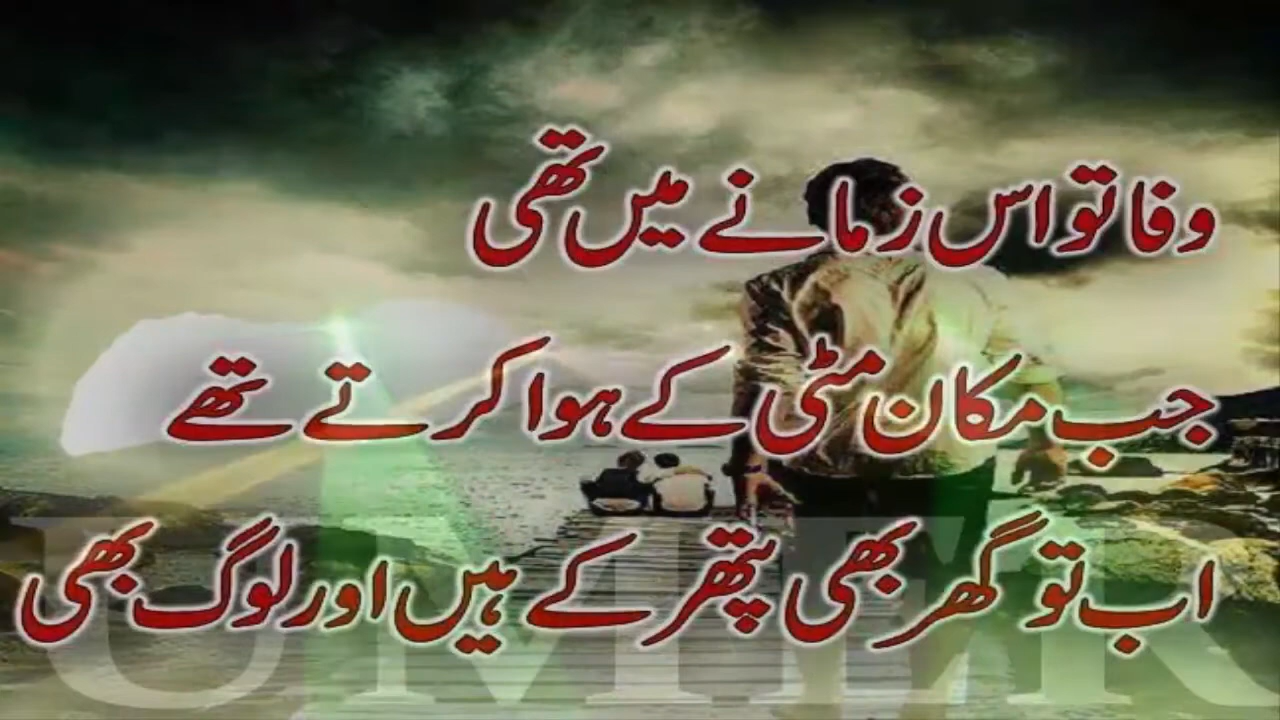 وفا تو اس زمانے میں تھی
جب مکان مٹی کے ہوا کرتے تھے
اب تو گھر بھی پتھر کے ہیں اور لوگ بھی
UMER